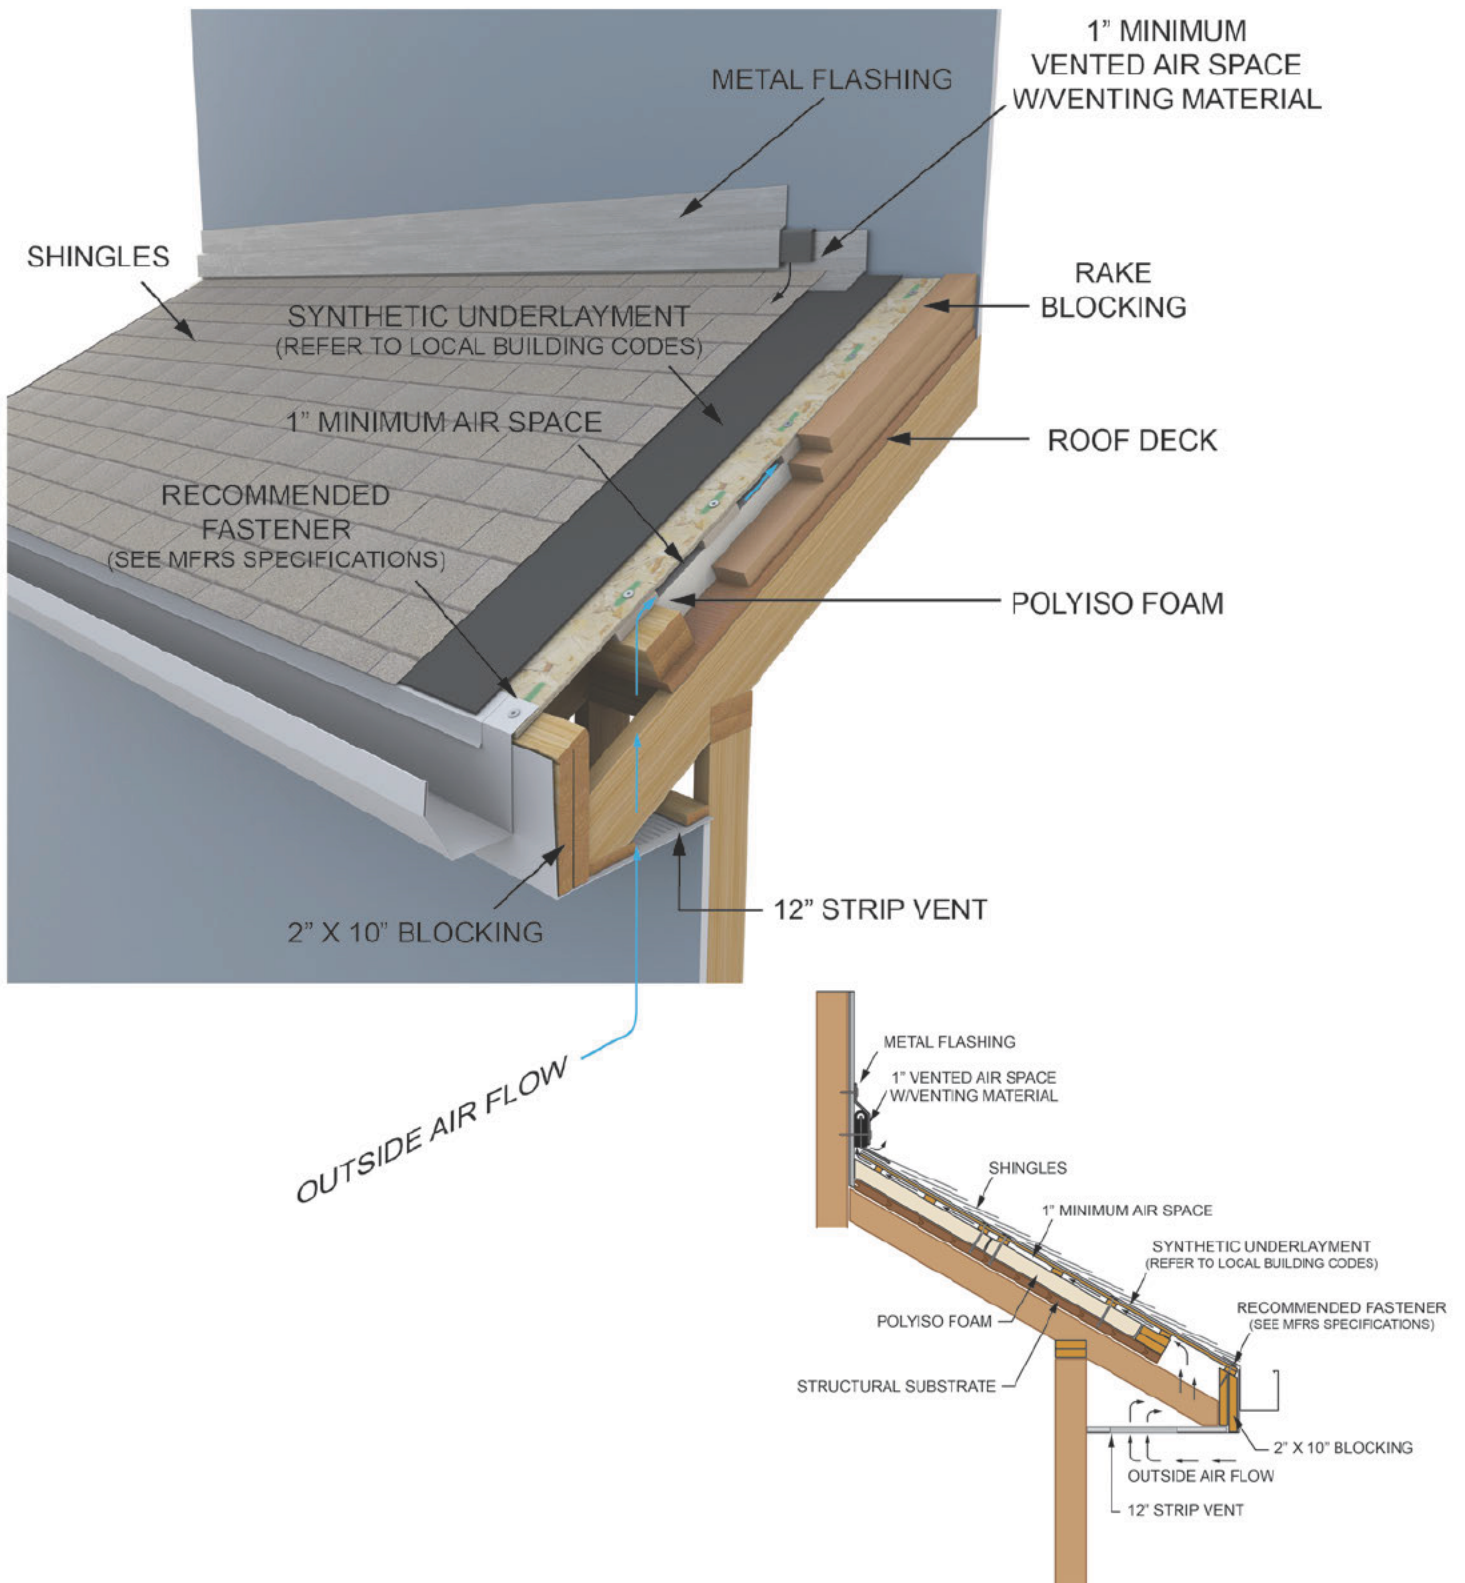 1” MINIMUM
VENTED AIR SPACE
W/VENTING MATERIAL
METAL FLASHING
SHINGLES
RAKE
BLOCKING
SYNTHETIC UNDERLAYMENT
(REFER TO LOCAL BUILDING CODES)
1” MINIMUM AIR SPACE
ROOF DECK
RECOMMENDED
FASTENER
(SEE MFRS SPECIFICATIONS)
POLYISO FOAM
12” STRIP VENT
2” X 10” BLOCKING
OUTSIDE AIR FLOW
METAL FLASHING
1” VENTED AIR SPACE
W/VENTING MATERIAL
SHINGLES
1” MINIMUM AIR SPACE
SYNTHETIC UNDERLAYMENT
(REFER TO LOCAL BUILDING CODES)
RECOMMENDED FASTENER
(SEE MFRS SPECIFICATIONS)
POLYISO FOAM
STRUCTURAL SUBSTRATE
2” X 10” BLOCKING
OUTSIDE AIR FLOW
12” STRIP VENT